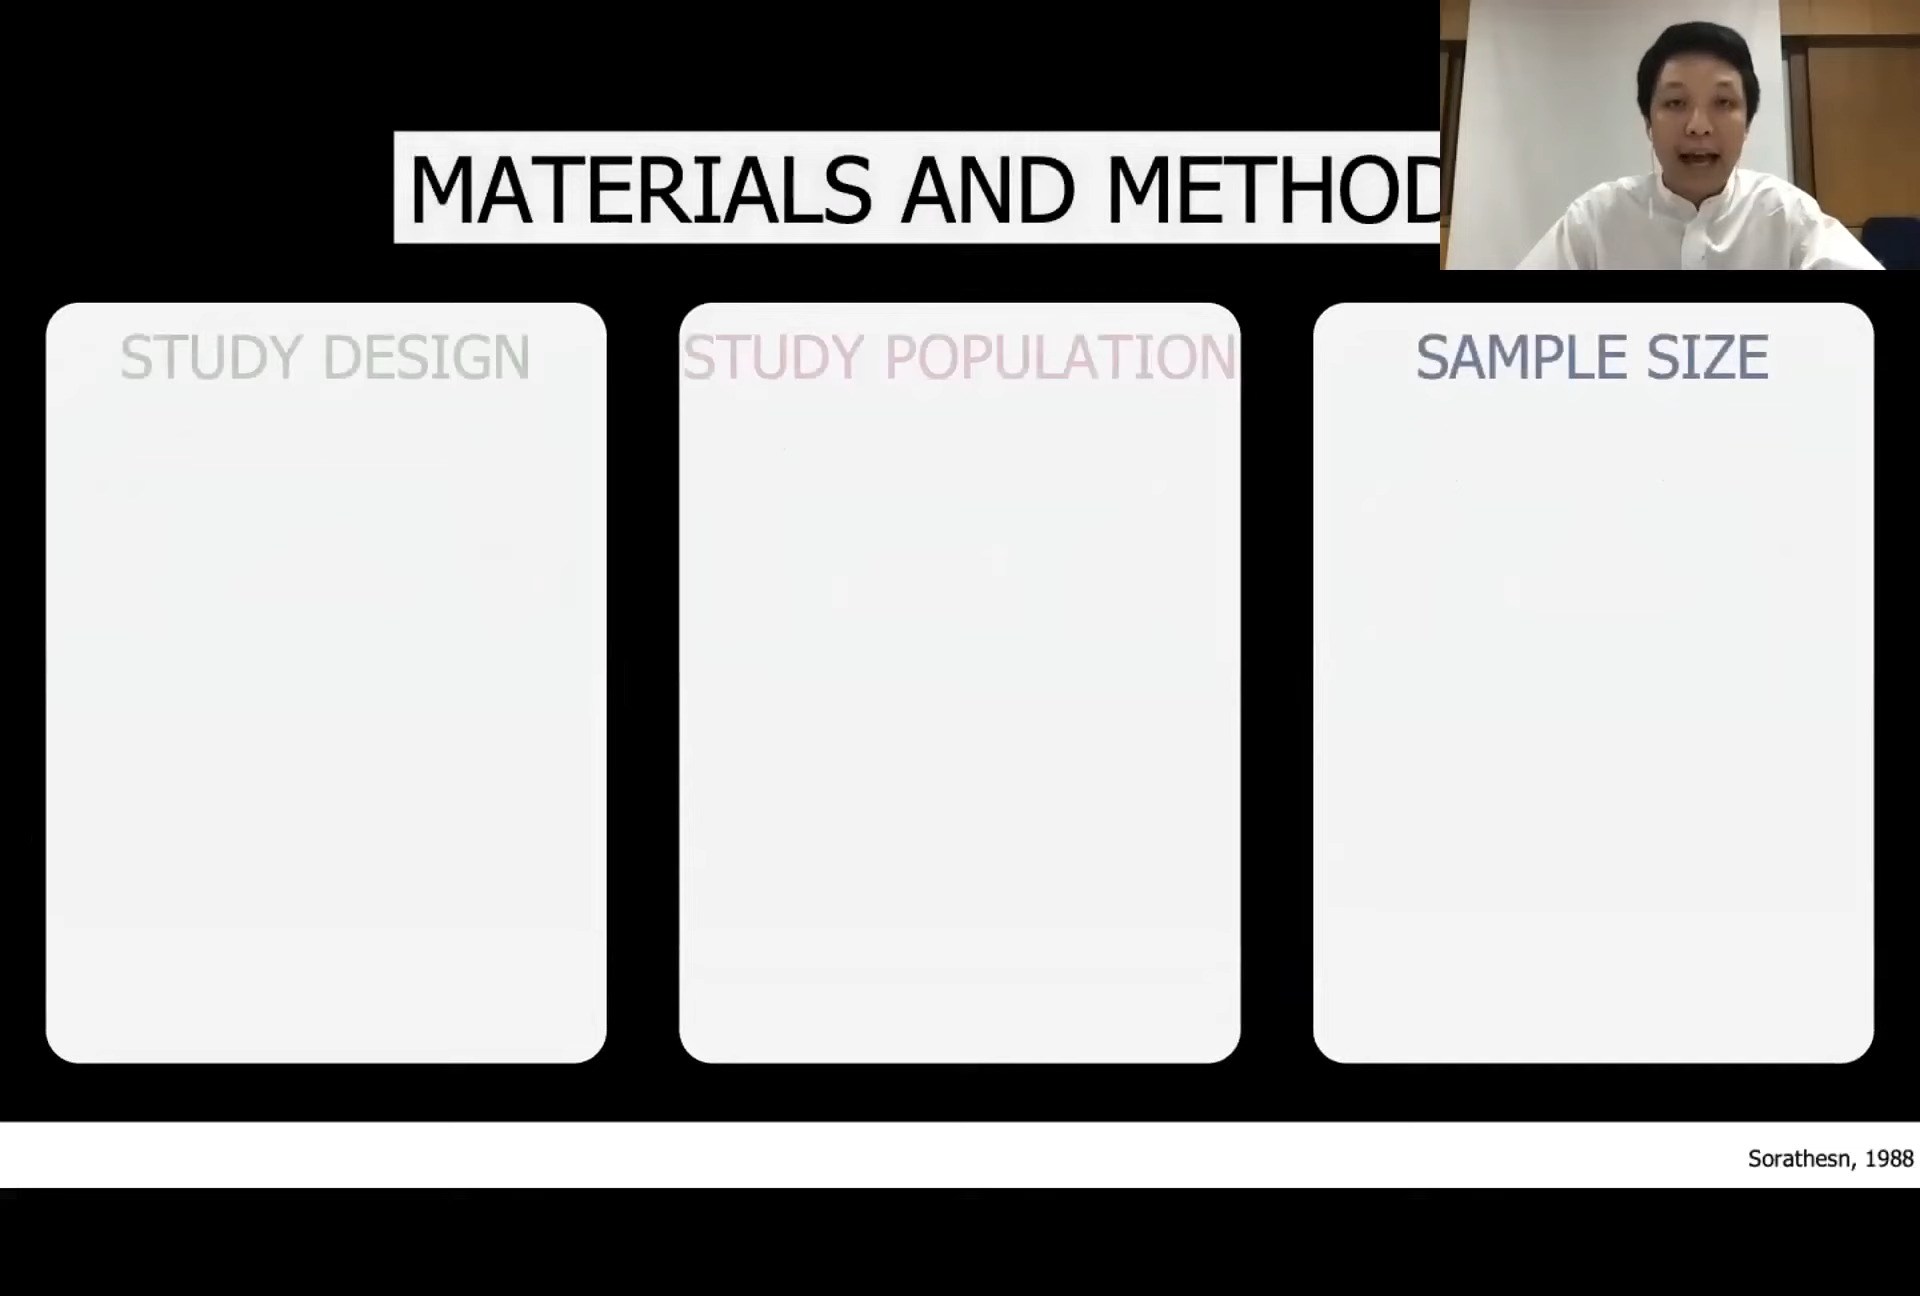 MATERIALS AND METHOD
STUDY DESIGN
STUDY POPULATION
SAMPLE SIZE
Sorathesn, 1988